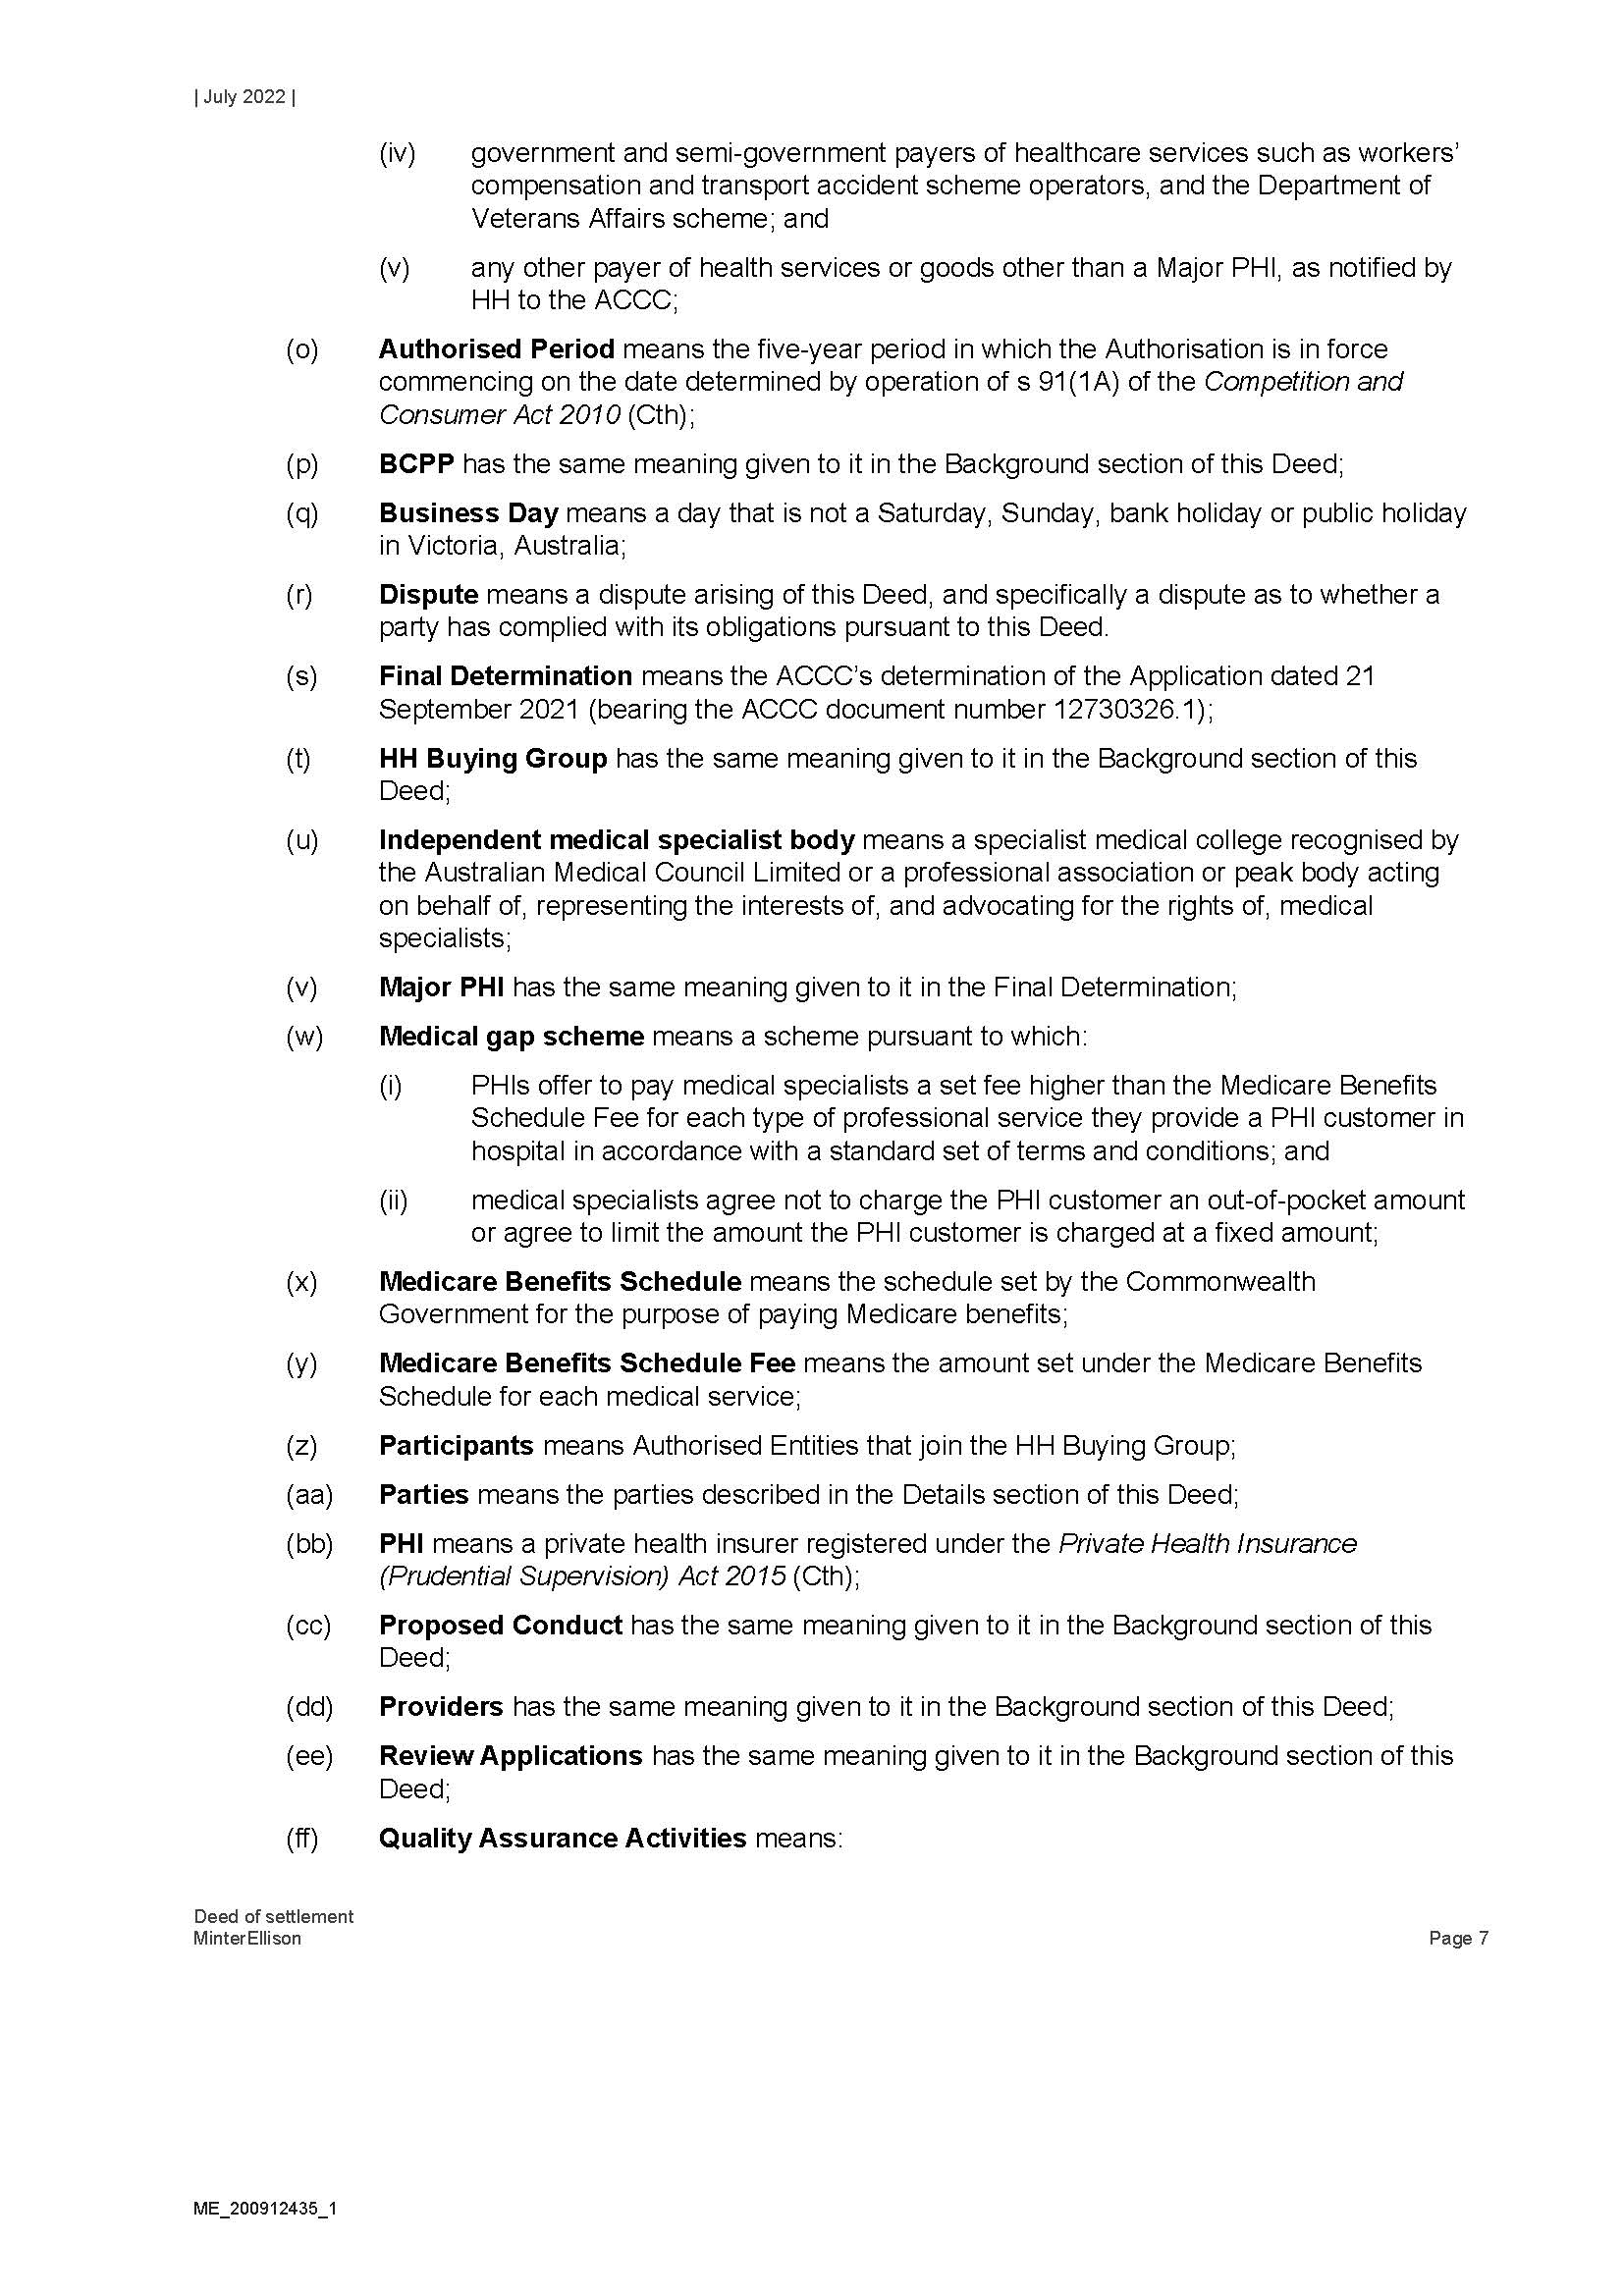 | July 2022 |
(iv) government and semi-government payers of healthcare services such as workers’
compensation and transport accident scheme operators, and the Department of
Veterans Affairs scheme; and
(v) any other payer of health services or goods other than a Major PHI, as notified by
HH to the ACCC;
(o) Authorised Period means the five-year period in which the Authorisation is in force
commencing on the date determined by operation of s 91(1A) of the Competition and
Consumer Act 2010 (Cth);
(p) BCPP has the same meaning given to it in the Background section of this Deed;
(q) Business Day means a day that is not a Saturday, Sunday, bank holiday or public holiday
in Victoria, Australia;
(r) Dispute means a dispute arising of this Deed, and specifically a dispute as to whether a
party has complied with its obligations pursuant to this Deed.
(s) Final Determination means the ACCC’s determination of the Application dated 21
September 2021 (bearing the ACCC document number 12730326.1);
(t) HH Buying Group has the same meaning given to it in the Background section of this
Deed;
(u) Independent medical specialist body means a specialist medical college recognised by
the Australian Medical Council Limited or a professional association or peak body acting
on behalf of, representing the interests of, and advocating for the rights of, medical
specialists;
(v) Major PHI has the same meaning given to it in the Final Determination;
(w) Medical gap scheme means a scheme pursuant to which:
(i) PHIs offer to pay medical specialists a set fee higher than the Medicare Benefits
Schedule Fee for each type of professional service they provide a PHI customer in
hospital in accordance with a standard set of terms and conditions; and
(ii) medical specialists agree not to charge the PHI customer an out-of-pocket amount
or agree to limit the amount the PHI customer is charged at a fixed amount;
(x) Medicare Benefits Schedule means the schedule set by the Commonwealth
Government for the purpose of paying Medicare benefits;
(y) Medicare Benefits Schedule Fee means the amount set under the Medicare Benefits
Schedule for each medical service;
(z) Participants means Authorised Entities that join the HH Buying Group;
(aa) Parties means the parties described in the Details section of this Deed;
(bb) PHI means a private health insurer registered under the Private Health Insurance
(Prudential Supervision) Act 2015 (Cth);
(cc) Proposed Conduct has the same meaning given to it in the Background section of this
Deed;
(dd) Providers has the same meaning given to it in the Background section of this Deed;
(ee) Review Applications has the same meaning given to it in the Background section of this
Deed;
(ff) Quality Assurance Activities means:
Deed of settlement
MinterEllison Page 7
ME_200912435_1